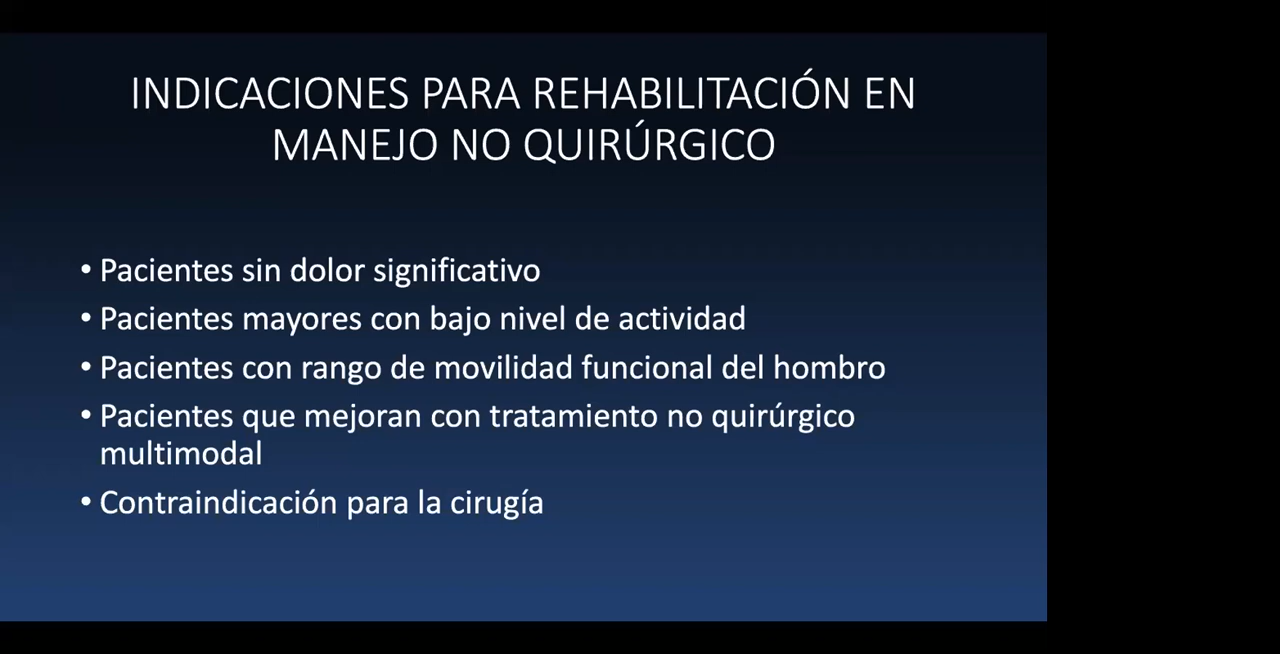 INDICACIONES PARA REHABILITACIÓN EN
MANEJO NO QUIRÚRGICO
• Pacientes sin dolor significativo
• Pacientes mayores con bajo nivel de actividad
• Pacientes con rango de movilidad funcional del hombro
• Pacientes que mejoran con tratamiento no quirúrgico
multimodal
• Contraindicación para la cirugía